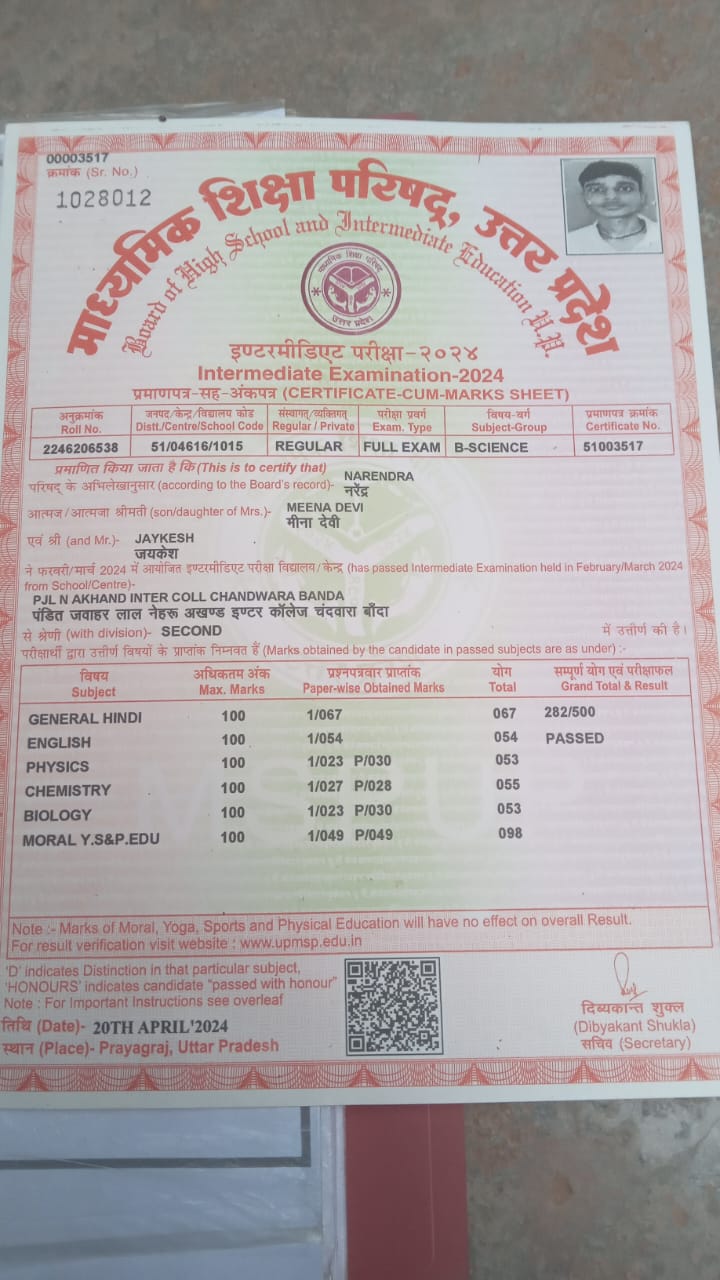 00003517
क्रमांक (Sr. No.)
1028012
माध्यमिक शिक्षा परिषद्, उत्तर प्रदेश
Board of High School and Intermediate Education U.P.
माध्यमिक शिक्षा परिषद्
उत्तर प्रदेश
इण्टरमीडिएट परीक्षा-२०२४
Intermediate Examination-2024
प्रमाणपत्र-सह-अंकपत्र (CERTIFICATE-CUM-MARKS SHEET)
अनुक्रमांक जनपद/केन्द्र/विद्यालय कोड संस्थागत/व्यक्तिगत परीक्षा प्रवर्ग विषय-वर्ग प्रमाणपत्र क्रमांक
Roll No. Distt./Centre/School Code Regular / Private Exam. Type Subject-Group Certificate No.
2246206538 51/04616/1015 REGULAR FULL EXAM B-SCIENCE 51003517
प्रमाणित किया जाता है कि (This is to certify that)
परिषद् के अभिलेखानुसार (according to the Board's record)- NARENDRA
नरेंद्र
आत्मज/आत्मजा श्रीमती (son/daughter of Mrs.)- MEENA DEVI
मीना देवी
एवं श्री (and Mr.)- JAYKESH
जयकेश
ने फरवरी/मार्च 2024 में आयोजित इण्टरमीडिएट परीक्षा विद्यालय/केन्द्र (has passed Intermediate Examination held in February/March 2024
from School/Centre)-
PJL N AKHAND INTER COLL CHANDWARA BANDA
पंडित जवाहर लाल नेहरू अखण्ड इण्टर कॉलेज चंदवारा बाँदा
से श्रेणी (with division)- SECOND में उत्तीर्ण की है।
परीक्षार्थी द्वारा उत्तीर्ण विषयों के प्राप्तांक निम्नवत हैं (Marks obtained by the candidate in passed subjects are as under) :-
विषय अधिकतम अंक प्रश्नपत्रवार प्राप्तांक योग सम्पूर्ण योग एवं परीक्षाफल
Subject Max. Marks Paper-wise Obtained Marks Total Grand Total & Result
GENERAL HINDI 100 1/067 067 282/500
ENGLISH 100 1/054 054 PASSED
PHYSICS 100 1/023 P/030 053
CHEMISTRY 100 1/027 P/028 055
BIOLOGY 100 1/023 P/030 053
MORAL Y.S&P.EDU 100 1/049 P/049 098
Note :- Marks of Moral, Yoga, Sports and Physical Education will have no effect on overall Result.
For result verification visit website : www.upmsp.edu.in
'D' indicates Distinction in that particular subject,
'HONOURS' indicates candidate "passed with honour"
Note : For Important Instructions see overleaf
तिथि (Date)- 20TH APRIL'2024
स्थान (Place)- Prayagraj, Uttar Pradesh
दिब्यकान्त शुक्ल
(Dibyakant Shukla)
सचिव (Secretary)